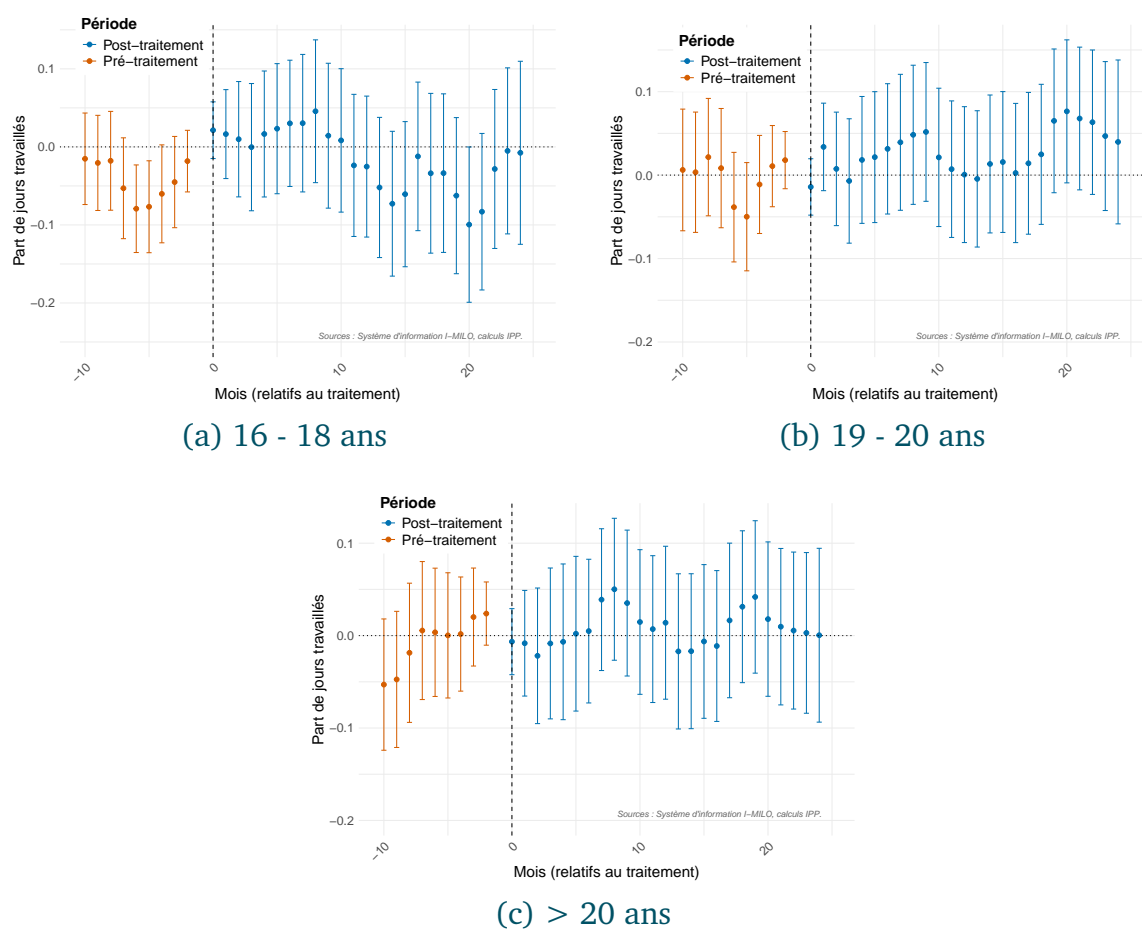 Période
Post−traitement
Pré−traitement
0.1
0.0
−0.1
−0.2
Part de jours travaillés
Sources : Système d'information I−MILO, calculs IPP.
−10
0
10
20
Mois (relatifs au traitement)
(a) 16 - 18 ans
Période
Post−traitement
Pré−traitement
0.1
0.0
−0.1
−0.2
Part de jours travaillés
Sources : Système d'information I−MILO, calculs IPP.
−10
0
10
20
Mois (relatifs au traitement)
(b) 19 - 20 ans
Période
Post−traitement
Pré−traitement
0.1
0.0
−0.1
−0.2
Part de jours travaillés
Sources : Système d'information I−MILO, calculs IPP.
−10
0
10
20
Mois (relatifs au traitement)
(c) > 20 ans